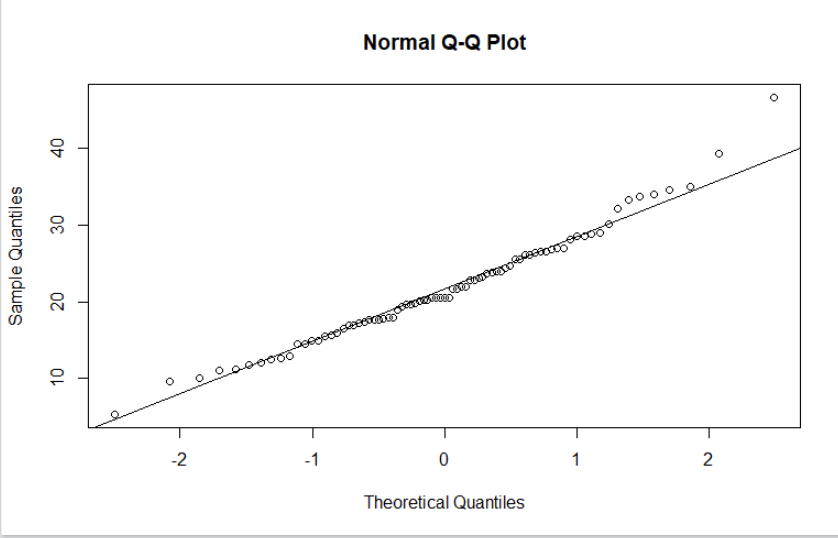 Normal Q-Q Plot
Sample Quantiles
40
30
20
10
-2 -1 0 1 2
Theoretical Quantiles